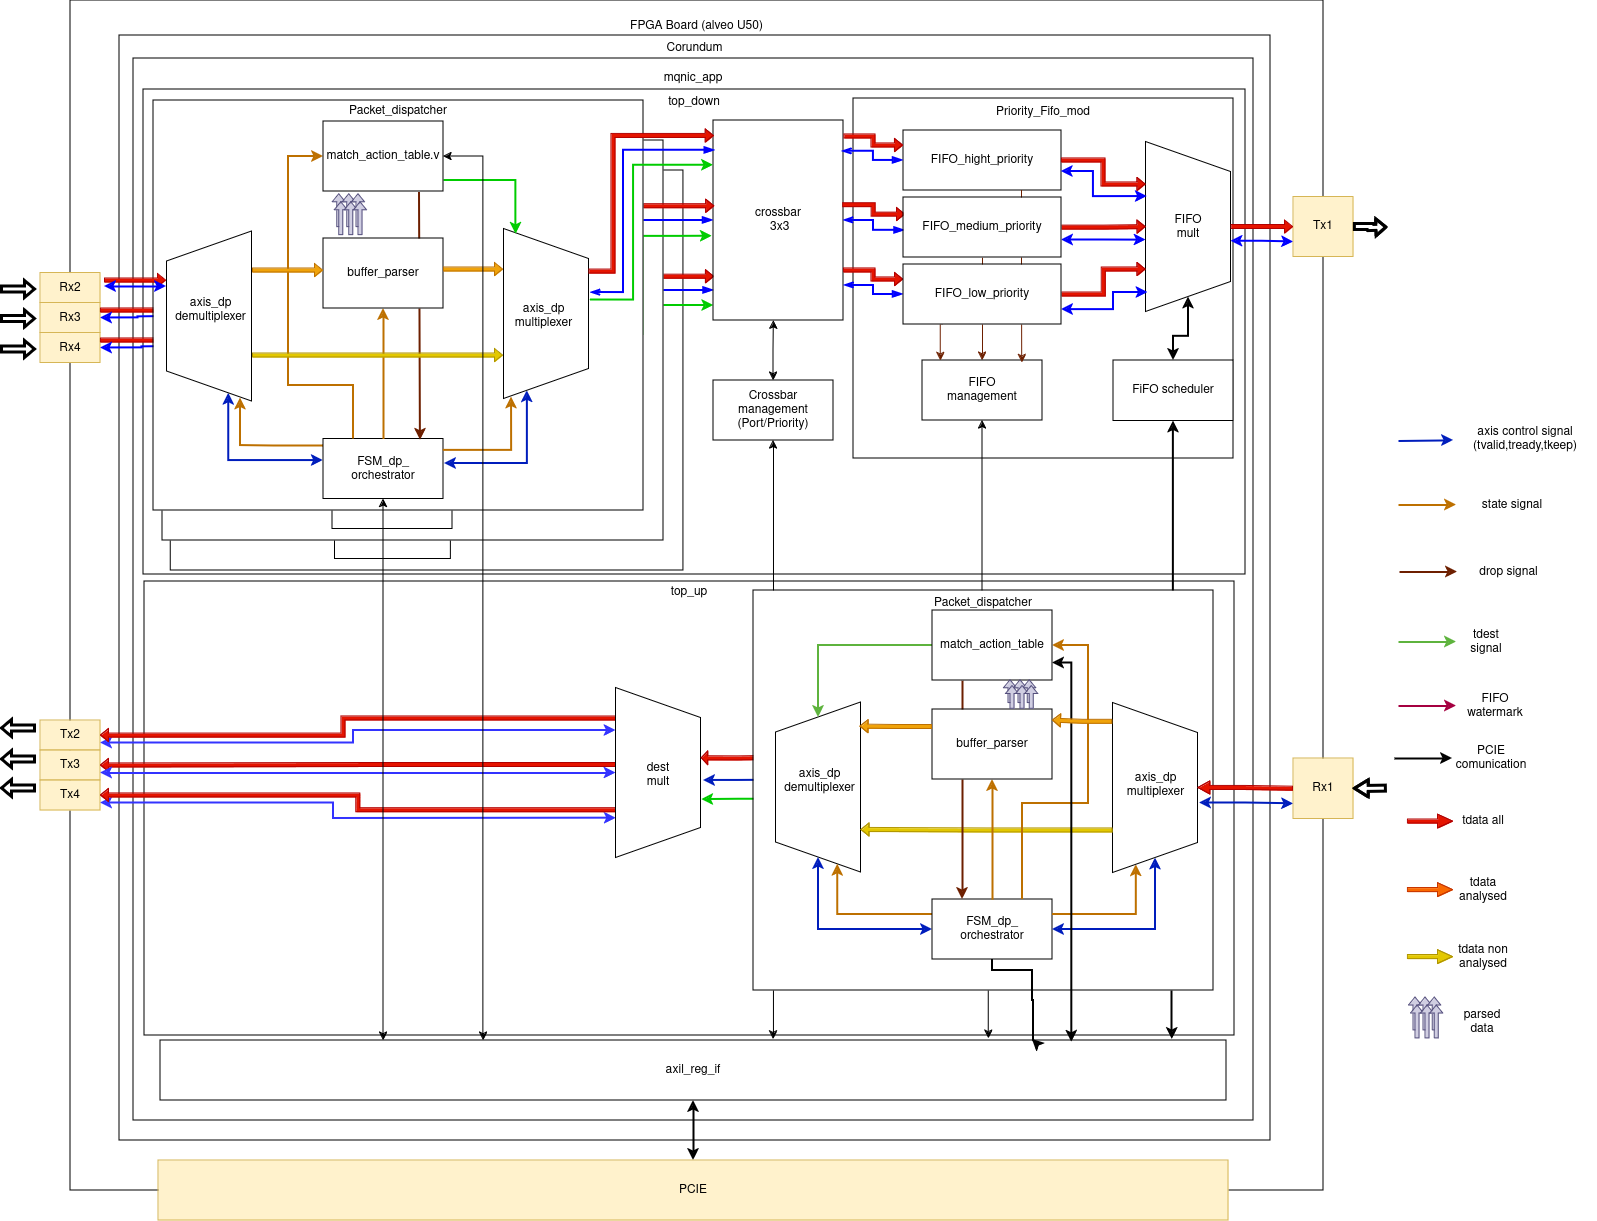 FPGA Board (alveo U50)
Corundum
mqnic_app
top_down
Packet_dispatcher
match_action_table.v
buffer_parser
axis_dp
demultiplexer
axis_dp
multiplexer
FSM_dp_
orchestrator
Rx2
Rx3
Rx4
crossbar
3x3
Crossbar
management
(Port/Priority)
Priority_Fifo_mod
FIFO_hight_priority
FIFO_medium_priority
FIFO_low_priority
FIFO
mult
FIFO
management
FiFO scheduler
Tx1
axis control signal
(tvalid,tready,tkeep)
state signal
drop signal
tdest
signal
FIFO
watermark
PCIE
comunication
tdata all
tdata
analysed
tdata non
analysed
parsed
data
top_up
Packet_dispatcher
match_action_table
buffer_parser
axis_dp
demultiplexer
axis_dp
multiplexer
FSM_dp_
orchestrator
dest
mult
Tx2
Tx3
Tx4
Rx1
axil_reg_if
PCIE